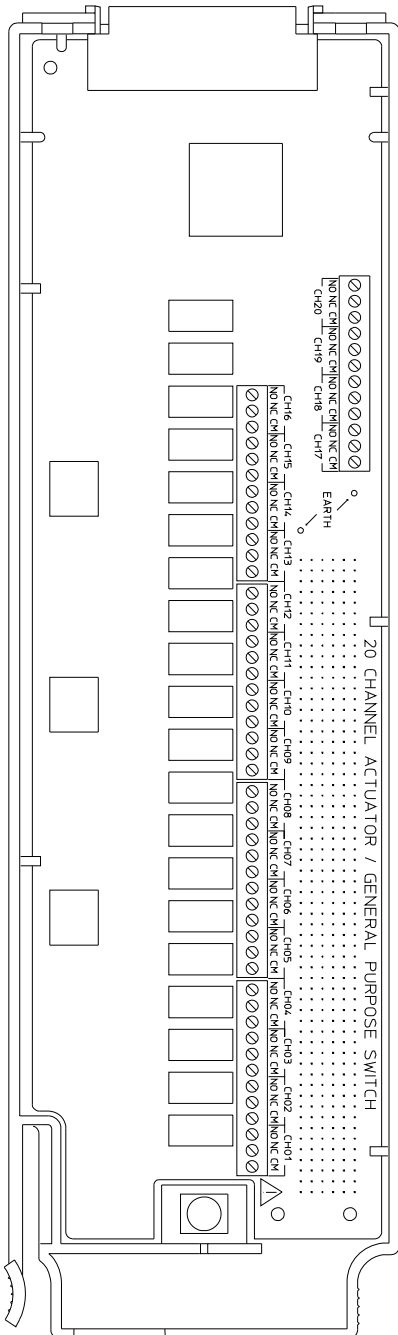 20 CHANNEL ACTUATOR / GENERAL PURPOSE SWITCH
NO NC CM NO NC CM NO NC CM NO NC CM
CH20 CH19 CH18 CH17
EARTH
CH16 CH15 CH14 CH13 CH12 CH11 CH10 CH09 CH08 CH07 CH06 CH05 CH04 CH03 CH02 CH01
NO NC CM NO NC CM NO NC CM NO NC CM NO NC CM NO NC CM NO NC CM NO NC CM NO NC CM NO NC CM NO NC CM NO NC CM NO NC CM NO NC CM NO NC CM NO NC CM
!